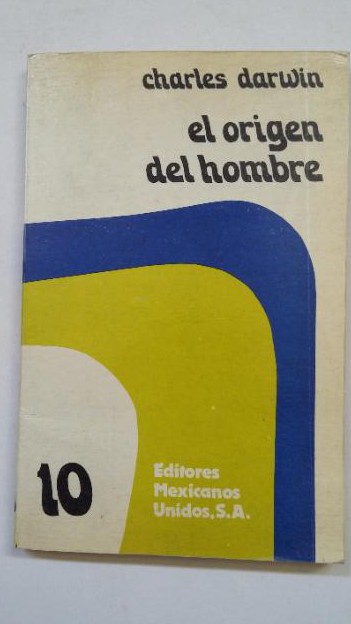 charles darwin
el origen
del hombre
10
Editores
Mexicanos
Unidos, S.A.